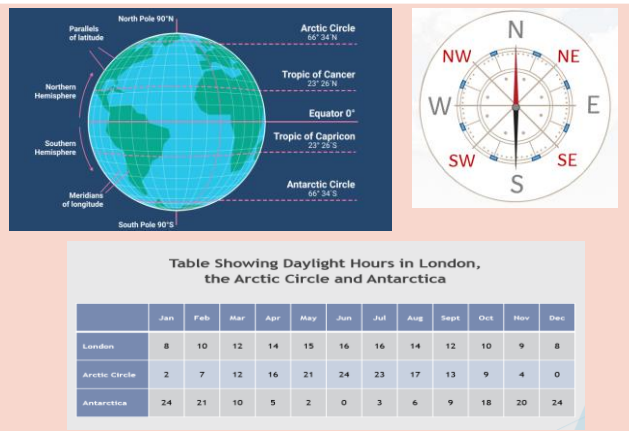 North Pole 90°N
Parallels
of latitude
Arctic Circle
66° 34'N
Tropic of Cancer
23° 26'N
Northern
Hemisphere
Equator 0°
Southern
Hemisphere
Tropic of Capricon
23° 26'S
Antarctic Circle
66° 34'S
Meridians
of longitude
South Pole 90°S
N
NW NE
W E
SW SE
S
Table Showing Daylight Hours in London,
the Arctic Circle and Antarctica
Jan Feb Mar Apr May Jun Jul Aug Sept Oct Nov Dec
London 8 10 12 14 15 16 16 14 12 10 9 8
Arctic Circle 2 7 12 16 21 24 23 17 13 9 4 0
Antarctica 24 21 10 5 2 0 3 6 9 18 20 24